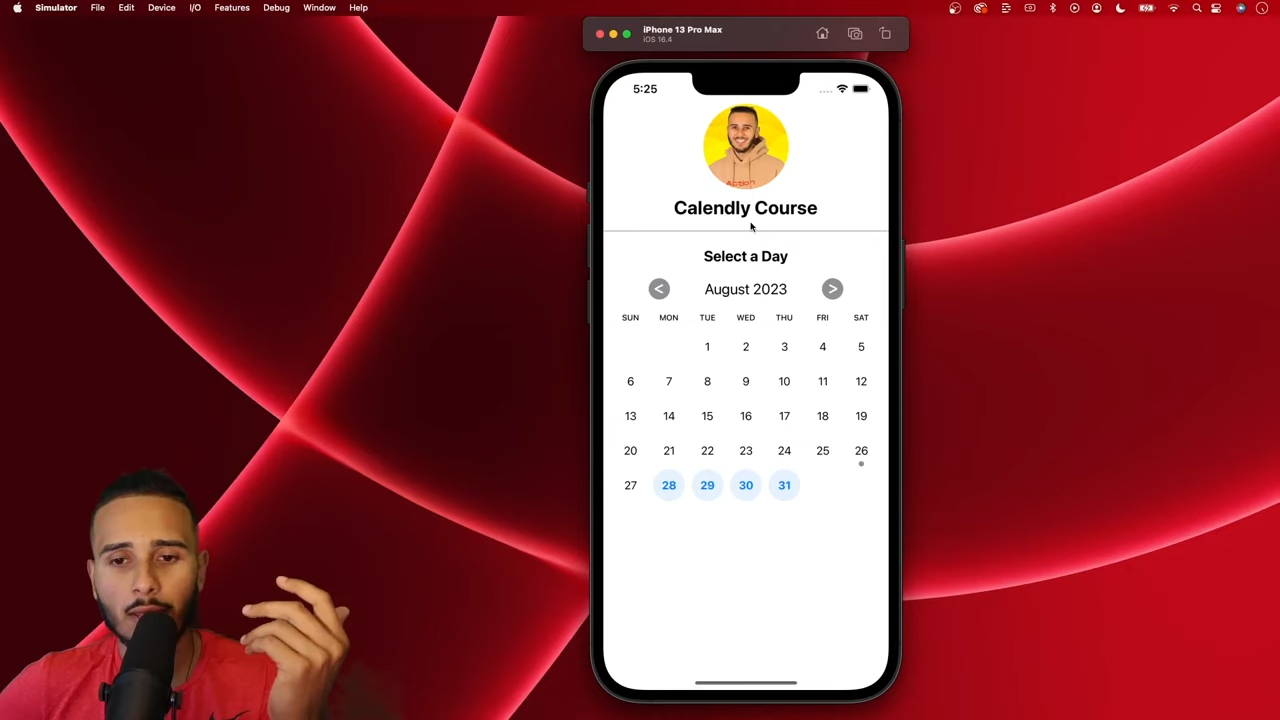 Simulator File Edit View Device I/O Features Debug Window Help
iPhone 13 Pro Max
iOS 16.4
5:25
Action
Calendly Course
Select a Day
< August 2023 >
SUN MON TUE WED THU FRI SAT
1 2 3 4 5
6 7 8 9 10 11 12
13 14 15 16 17 18 19
20 21 22 23 24 25 26
27 28 29 30 31